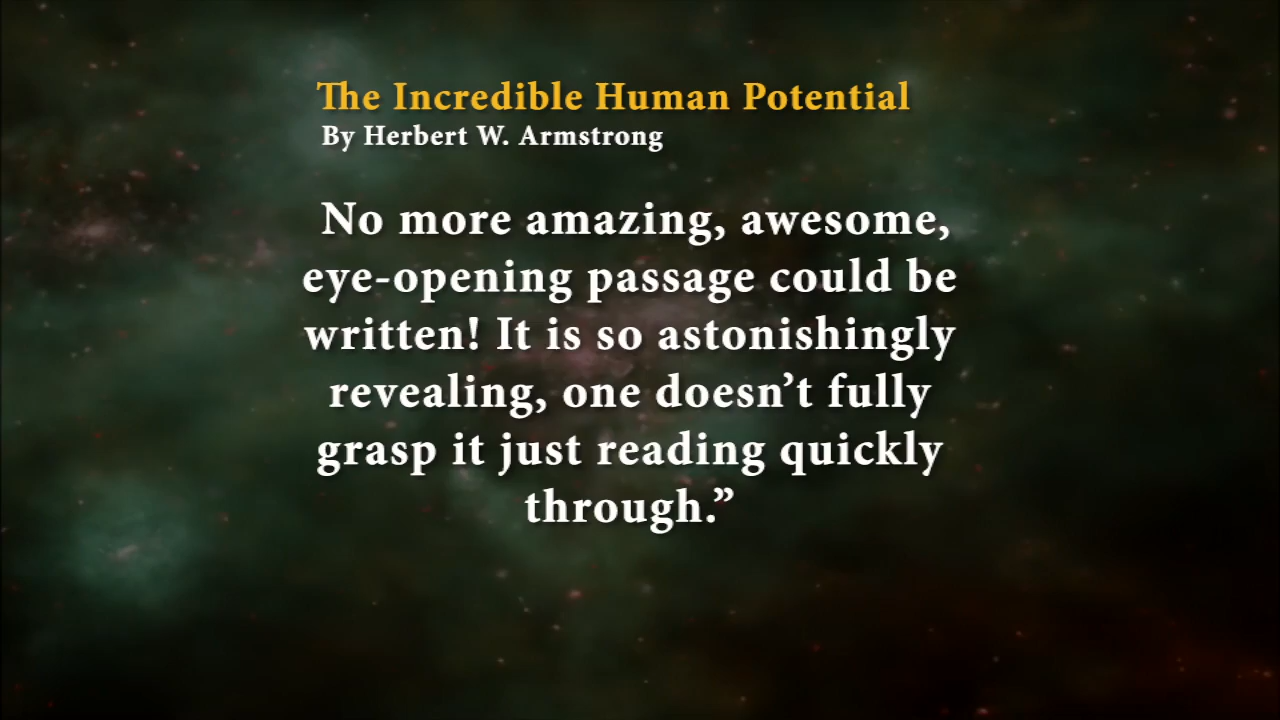 The Incredible Human Potential
By Herbert W. Armstrong
No more amazing, awesome,
eye-opening passage could be
written! It is so astonishingly
revealing, one doesn’t fully
grasp it just reading quickly
through.”